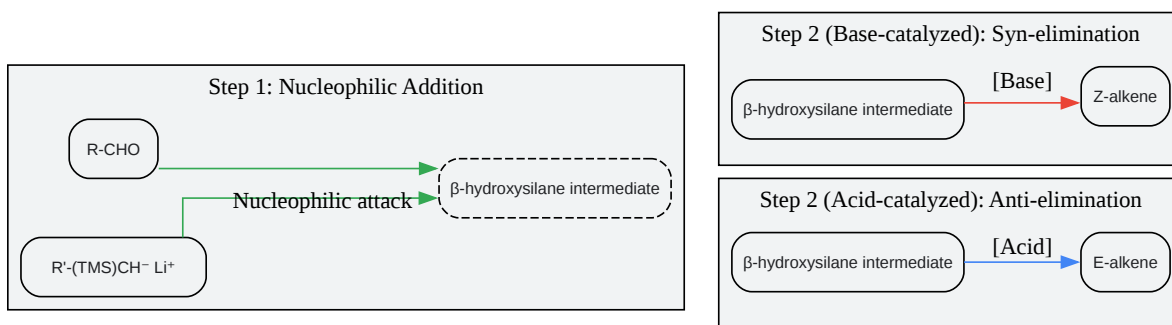 Step 1: Nucleophilic Addition
R-CHO
β-hydroxysilane intermediate
Nucleophilic attack
R'-(TMS)CH⁻ Li⁺
Step 2 (Base-catalyzed): Syn-elimination
[Base]
β-hydroxysilane intermediate
Z-alkene
Step 2 (Acid-catalyzed): Anti-elimination
[Acid]
β-hydroxysilane intermediate
E-alkene